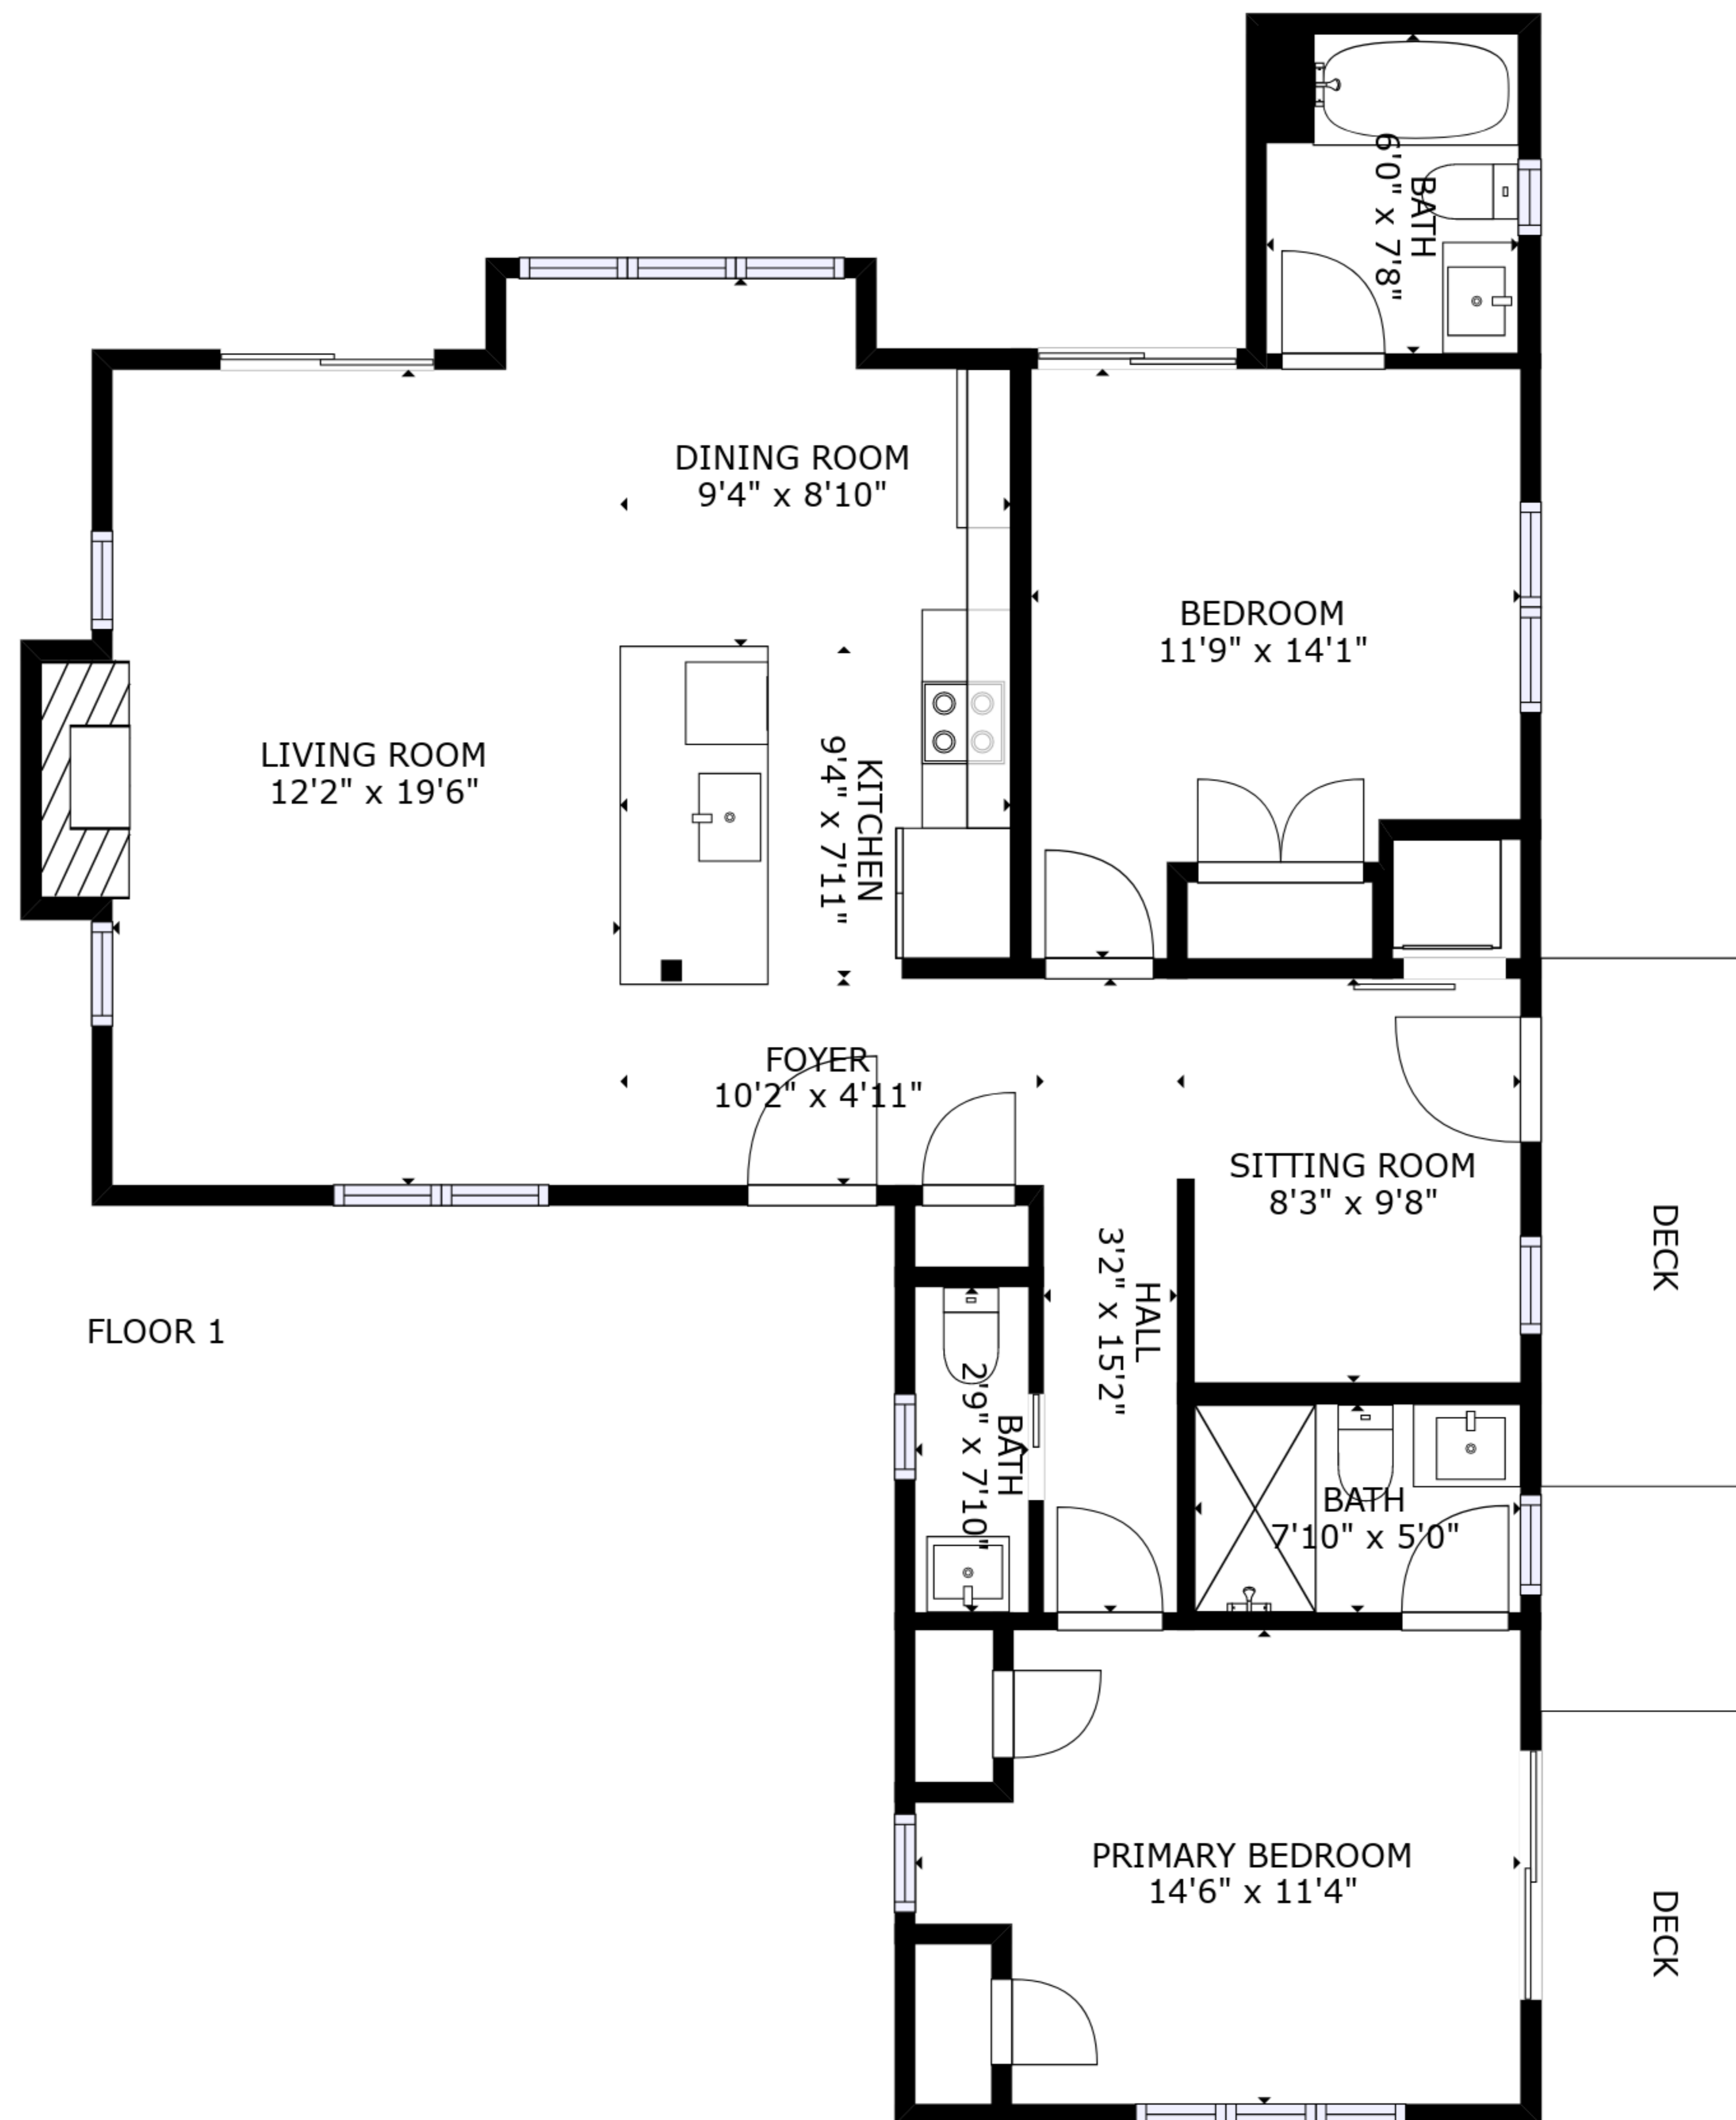 BATH
6'0" x 7'8"
DINING ROOM
9'4" x 8'10"
BEDROOM
11'9" x 14'1"
LIVING ROOM
12'2" x 19'6"
KITCHEN
9'4" x 7'11"
FOYER
10'2" x 4'11"
SITTING ROOM
8'3" x 9'8"
DECK
HALL
3'2" x 15'2"
FLOOR 1
BATH
2'9" x 7'10"
BATH
7'10" x 5'0"
PRIMARY BEDROOM
14'6" x 11'4"
DECK